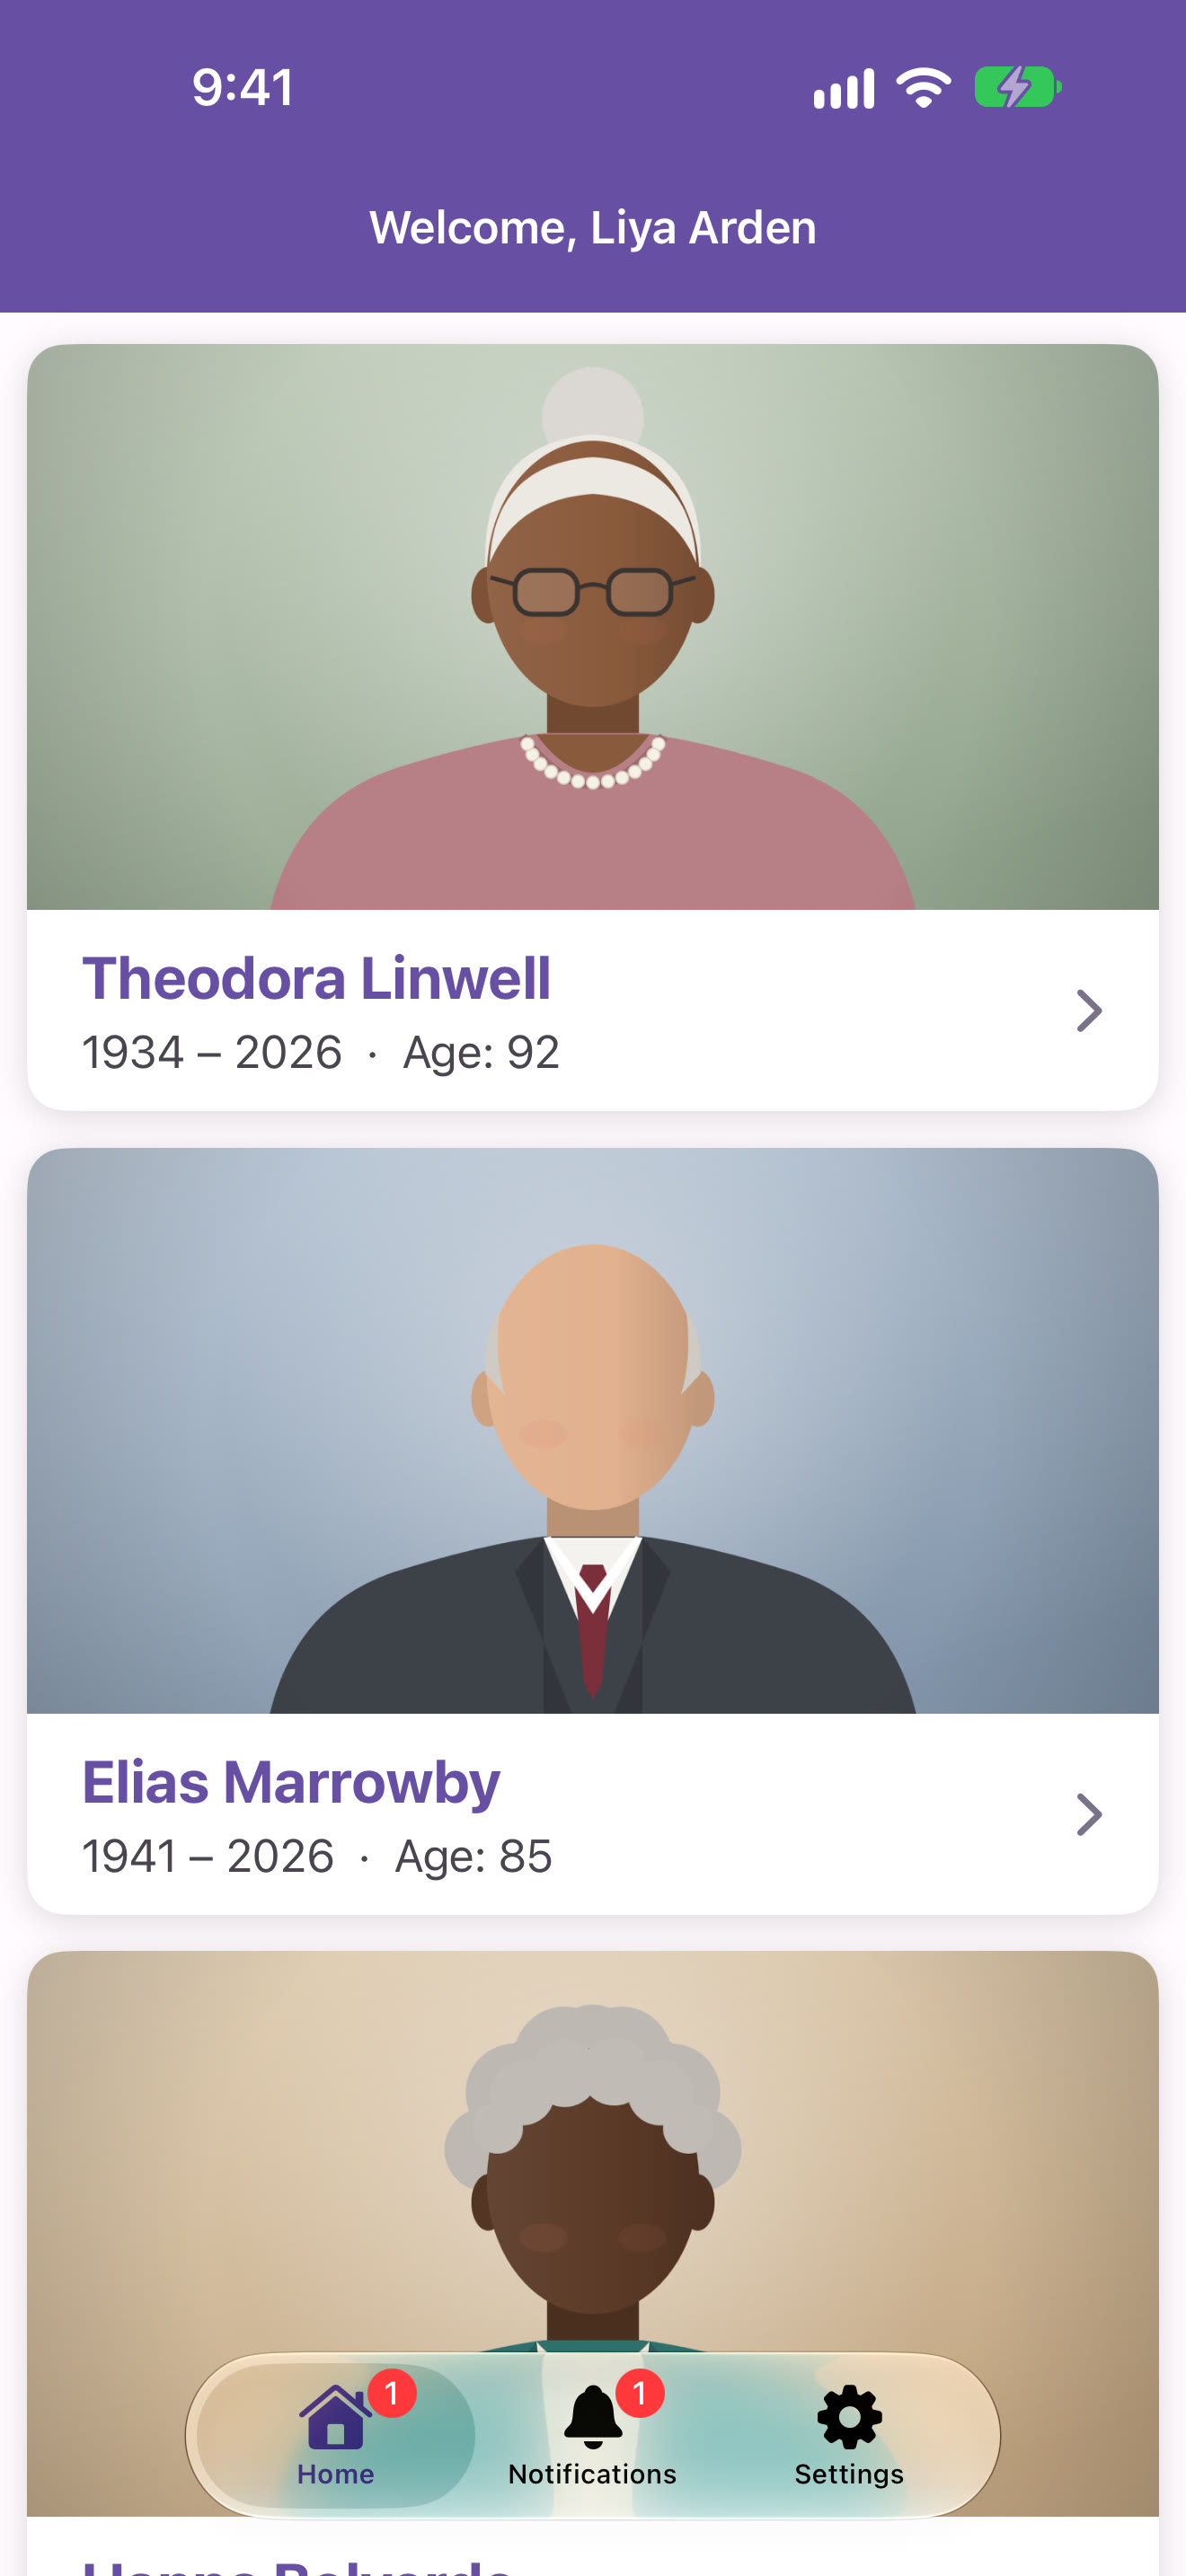 9:41
Welcome, Liya Arden
Theodora Linwell
1934 – 2026 · Age: 92
Elias Marrowby
1941 – 2026 · Age: 85
1
1
Home
Notifications
Settings